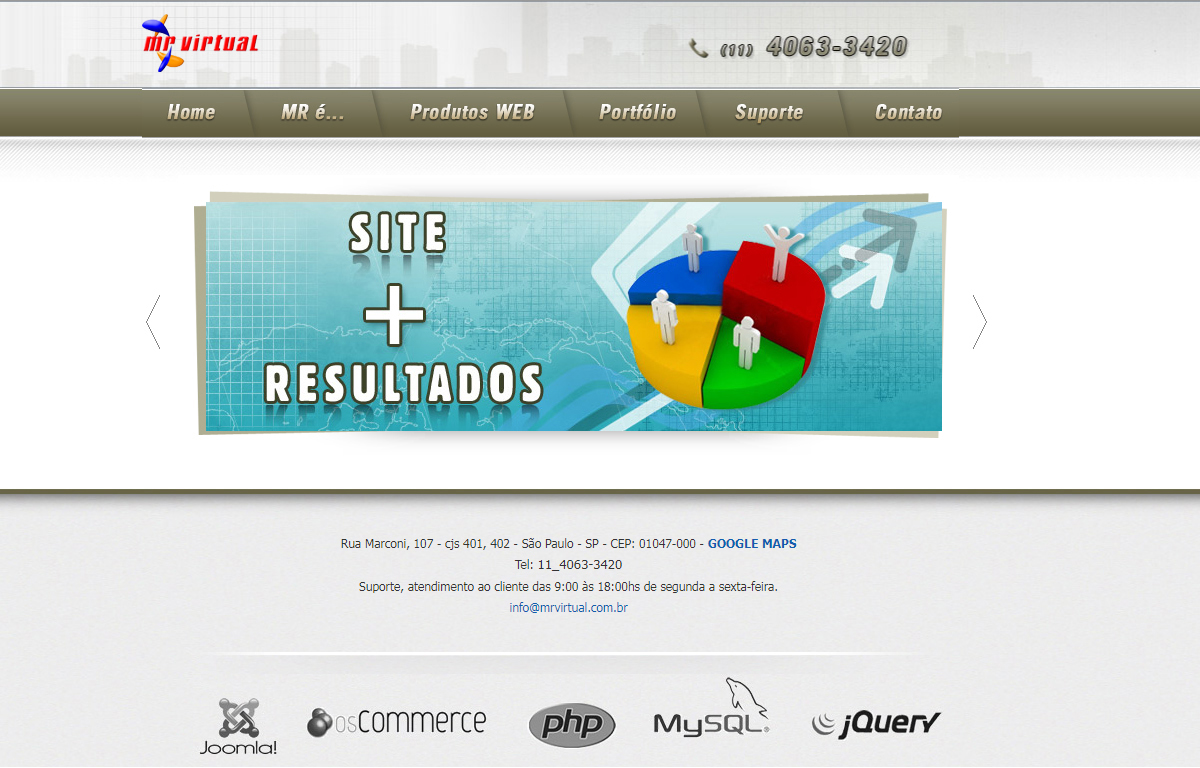 mr virtual
(11) 4063-3420
Home MR é... Produtos WEB Portfólio Suporte Contato
SITE
+
RESULTADOS
Rua Marconi, 107 - cjs 401, 402 - São Paulo - SP - CEP: 01047-000 - GOOGLE MAPS
Tel: 11_4063-3420
Suporte, atendimento ao cliente das 9:00 às 18:00hs de segunda a sexta-feira.
info@mrvirtual.com.br
Joomla! osCommerce php MySQL® jQuery